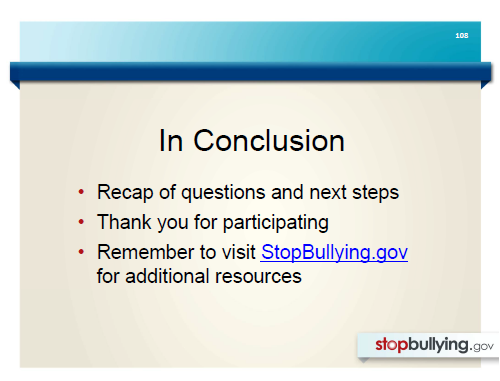 108
In Conclusion
• Recap of questions and next steps
• Thank you for participating
• Remember to visit StopBullying.gov
for additional resources
stopbullying.gov